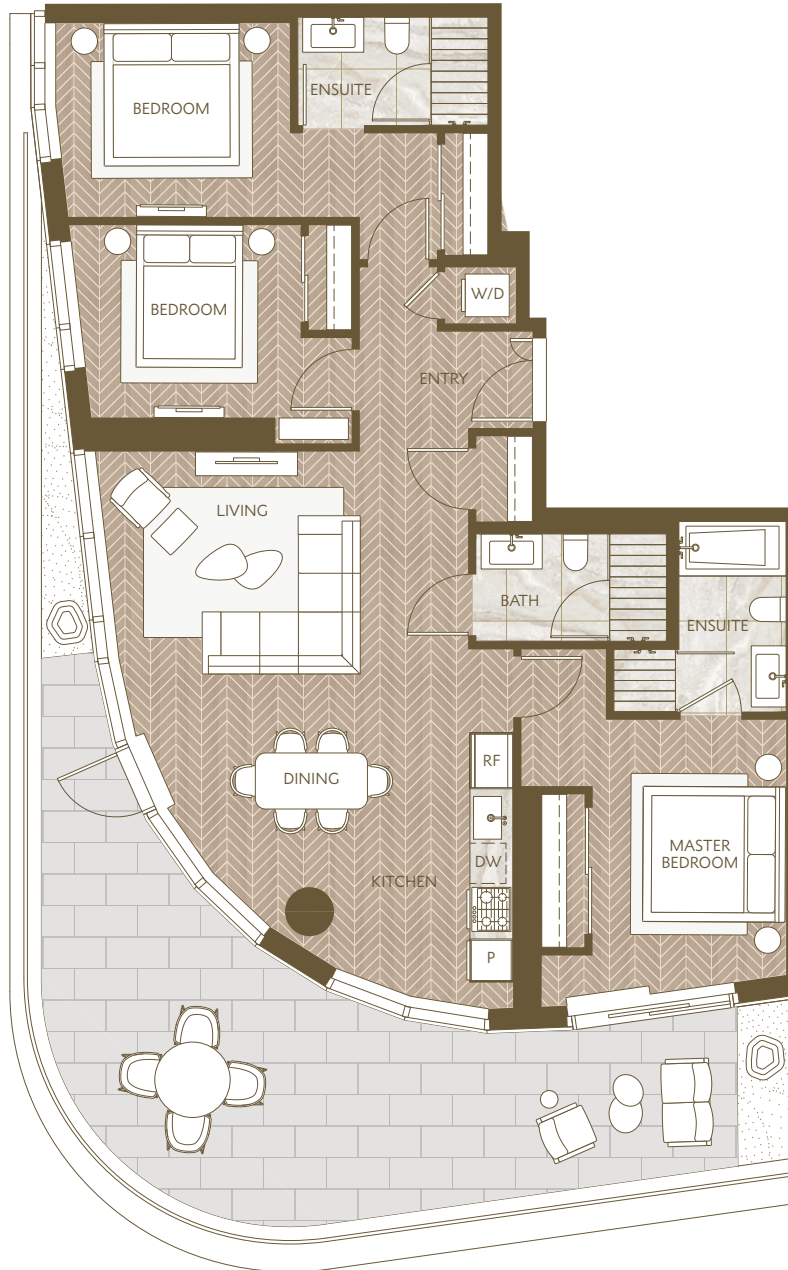 ENSUITE
BEDROOM
W/D
BEDROOM
ENTRY
LIVING
BATH
ENSUITE
RF
DINING
MASTER
BEDROOM
DW
KITCHEN
P